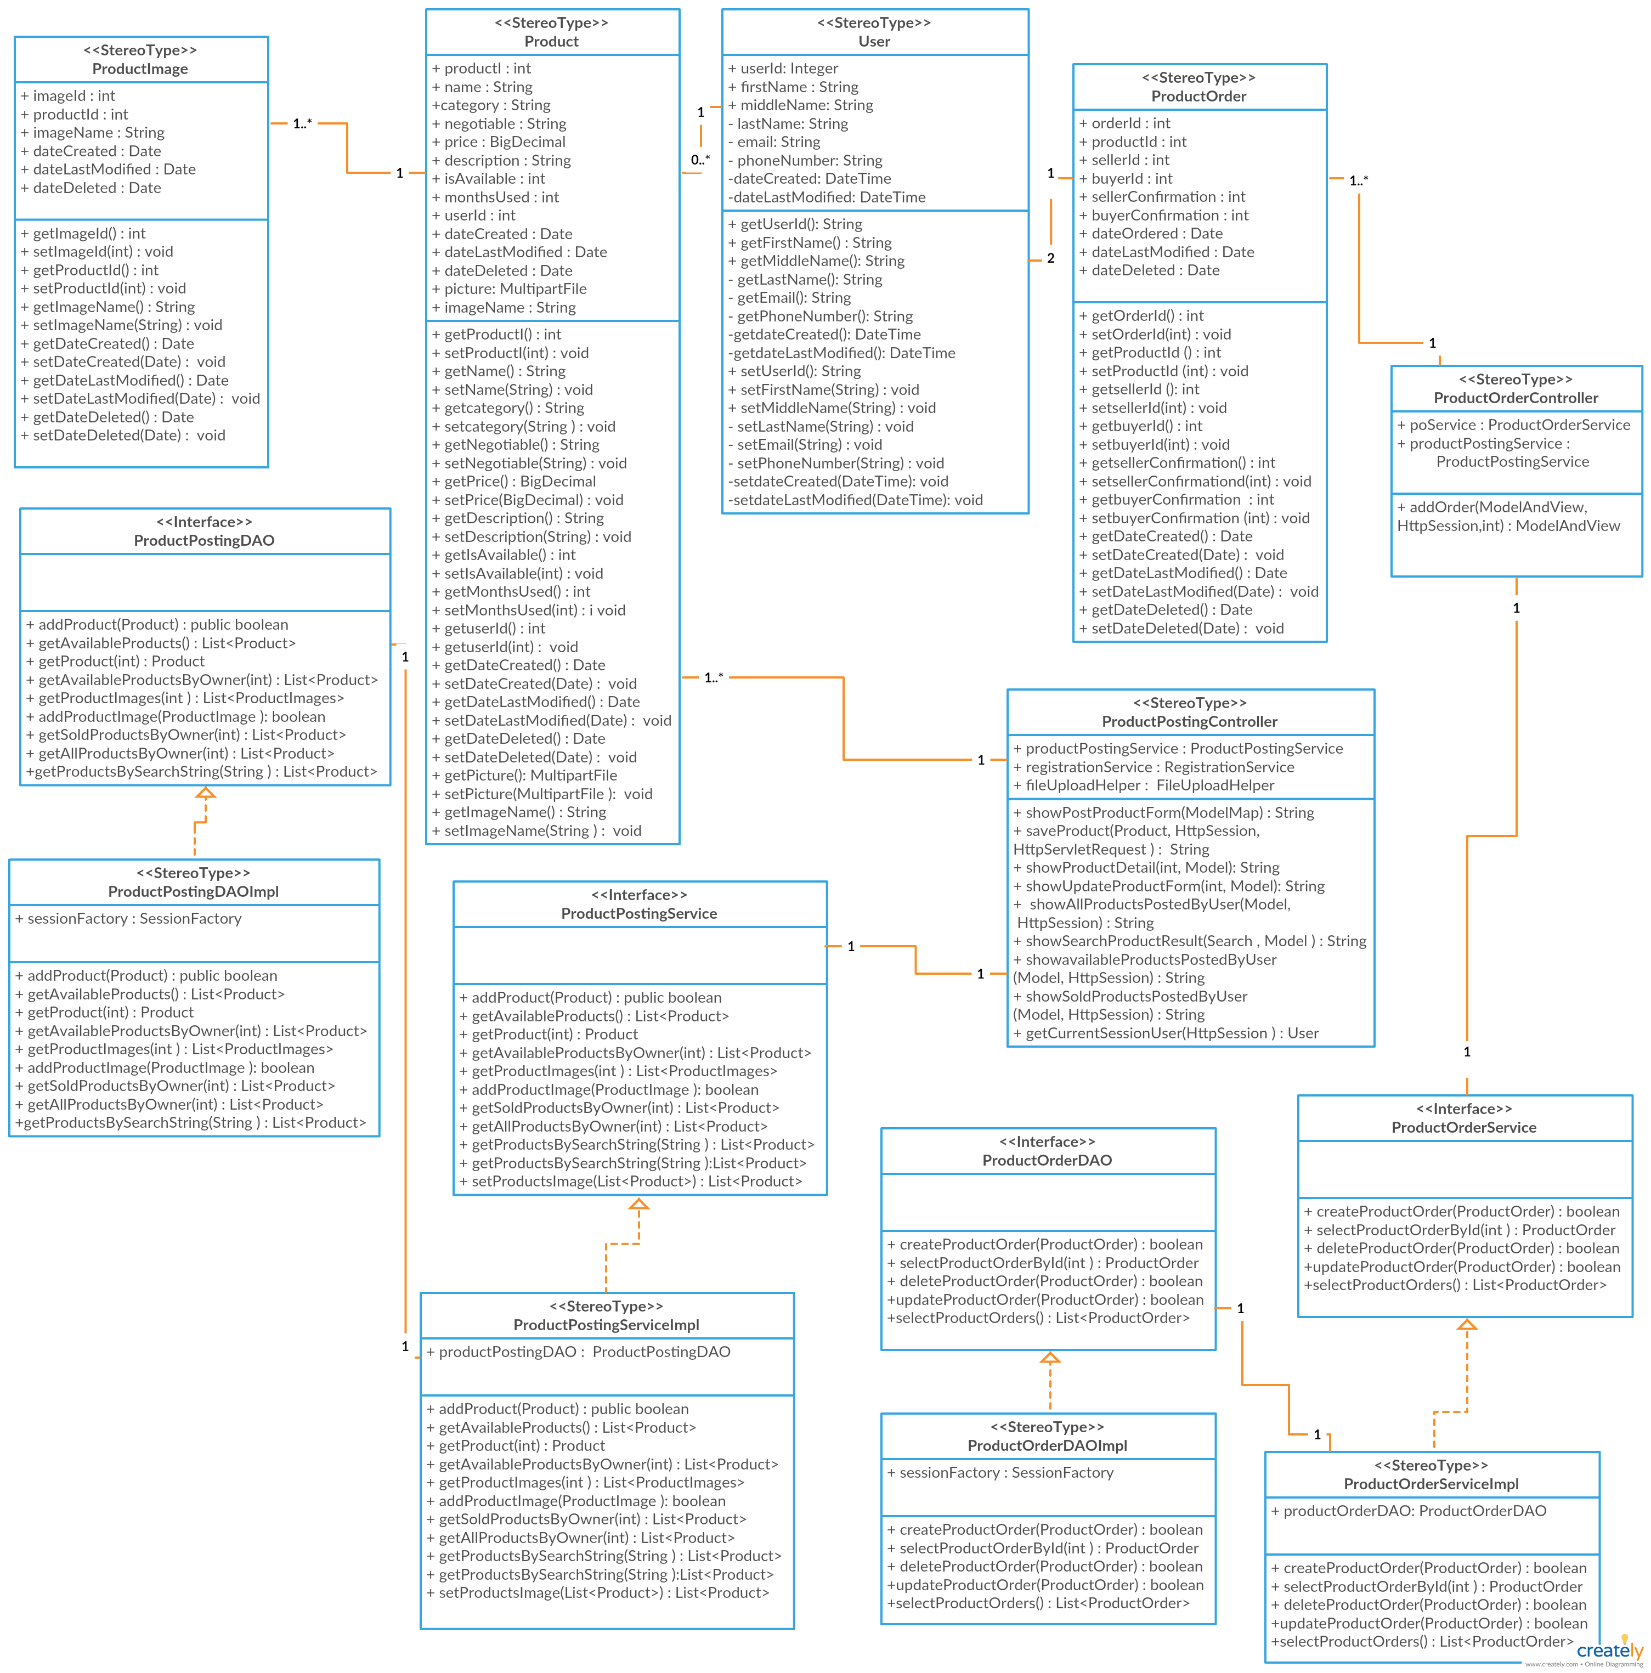 <<StereoType>>
ProductImage
+ imageId : int
+ productId : int
+ imageName : String
+ dateCreated : Date
+ dateLastModified : Date
+ dateDeleted : Date
+ getImageId() : int
+ setImageId(int) : void
+ getProductId() : int
+ setProductId(int) : void
+ getImageName() : String
+ setImageName(String) : void
+ getDateCreated() : Date
+ setDateCreated(Date) : void
+ getDateLastModified() : Date
+ setDateLastModified(Date) : void
+ getDateDeleted() : Date
+ setDateDeleted(Date) : void
1..*
1
<<StereoType>>
Product
+ productI : int
+ name : String
+category : String
+ negotiable : String
+ price : BigDecimal
+ description : String
+ isAvailable : int
+ monthsUsed : int
+ userId : int
+ dateCreated : Date
+ dateLastModified : Date
+ dateDeleted : Date
+ picture: MultipartFile
+ imageName : String
+ getProductI() : int
+ setProductI(int) : void
+ getName() : String
+ setName(String) : void
+ getcategory() : String
+ setcategory(String ) : void
+ getNegotiable() : String
+ setNegotiable(String) : void
+ getPrice() : BigDecimal
+ setPrice(BigDecimal) : void
+ getDescription() : String
+ setDescription(String) : void
+ getIsAvailable() : int
+ setIsAvailable(int) : void
+ getMonthsUsed() : int
+ setMonthsUsed(int) : i void
+ getuserId() : int
+ getuserId(int) : void
+ getDateCreated() : Date
+ setDateCreated(Date) : void
+ getDateLastModified() : Date
+ setDateLastModified(Date) : void
+ getDateDeleted() : Date
+ setDateDeleted(Date) : void
+ getPicture(): MultipartFile
+ setPicture(MultipartFile ): void
+ getImageName() : String
+ setImageName(String ) : void
1
0..*
<<StereoType>>
User
+ userId: Integer
+ firstName : String
+ middleName: String
- lastName: String
- email: String
- phoneNumber: String
-dateCreated: DateTime
-dateLastModified: DateTime
+ getUserId(): String
+ getFirstName() : String
+ getMiddleName(): String
- getLastName(): String
- getEmail(): String
- getPhoneNumber(): String
-getdateCreated(): DateTime
-getdateLastModified(): DateTime
+ setUserId(): String
+ setFirstName(String) : void
+ setMiddleName(String) : void
- setLastName(String) : void
- setEmail(String) : void
- setPhoneNumber(String) : void
-setdateCreated(DateTime): void
-setdateLastModified(DateTime): void
1
2
<<StereoType>>
ProductOrder
+ orderId : int
+ productId : int
+ sellerId : int
+ buyerId : int
+ sellerConfirmation : int
+ buyerConfirmation : int
+ dateOrdered : Date
+ dateLastModified : Date
+ dateDeleted : Date
+ getOrderId() : int
+ setOrderId(int) : void
+ getProductId () : int
+ setProductId (int) : void
+ getsellerId (): int
+ setsellerId(int) : void
+ getbuyerId() : int
+ setbuyerId(int) : void
+ getsellerConfirmation() : int
+ setsellerConfirmationd(int) : void
+ getbuyerConfirmation : int
+ setbuyerConfirmation (int) : void
+ getDateCreated() : Date
+ setDateCreated(Date) : void
+ getDateLastModified() : Date
+ setDateLastModified(Date) : void
+ getDateDeleted() : Date
+ setDateDeleted(Date) : void
1..*
1
<<StereoType>>
ProductOrderController
+ poService : ProductOrderService
+ productPostingService :
ProductPostingService
+ addOrder(ModelAndView,
HttpSession,int) : ModelAndView
1
1
<<Interface>>
ProductPostingDAO
+ addProduct(Product) : public boolean
+ getAvailableProducts() : List<Product>
+ getProduct(int) : Product
+ getAvailableProductsByOwner(int) : List<Product>
+ getProductImages(int ) : List<ProductImages>
+ addProductImage(ProductImage ): boolean
+ getSoldProductsByOwner(int) : List<Product>
+ getAllProductsByOwner(int) : List<Product>
+getProductsBySearchString(String ) : List<Product>
1
1
<<StereoType>>
ProductPostingDAOImpl
+ sessionFactory : SessionFactory
+ addProduct(Product) : public boolean
+ getAvailableProducts() : List<Product>
+ getProduct(int) : Product
+ getAvailableProductsByOwner(int) : List<Product>
+ getProductImages(int ) : List<ProductImages>
+ addProductImage(ProductImage ): boolean
+ getSoldProductsByOwner(int) : List<Product>
+ getAllProductsByOwner(int) : List<Product>
+getProductsBySearchString(String ) : List<Product>
1..*
1
<<StereoType>>
ProductPostingController
+ productPostingService : ProductPostingService
+ registrationService : RegistrationService
+ fileUploadHelper : FileUploadHelper
+ showPostProductForm(ModelMap) : String
+ saveProduct(Product, HttpSession,
HttpServletRequest ) : String
+ showProductDetail(int, Model): String
+ showUpdateProductForm(int, Model): String
+ showAllProductsPostedByUser(Model,
HttpSession) : String
+ showSearchProductResult(Search , Model ) : String
+ showavailableProductsPostedByUser
(Model, HttpSession) : String
+ showSoldProductsPostedByUser
(Model, HttpSession) : String
+ getCurrentSessionUser(HttpSession ) : User
<<Interface>>
ProductPostingService
+ addProduct(Product) : public boolean
+ getAvailableProducts() : List<Product>
+ getProduct(int) : Product
+ getAvailableProductsByOwner(int) : List<Product>
+ getProductImages(int ) : List<ProductImages>
+ addProductImage(ProductImage ): boolean
+ getSoldProductsByOwner(int) : List<Product>
+ getAllProductsByOwner(int) : List<Product>
+ getProductsBySearchString(String ) : List<Product>
+ getProductsBySearchString(String ):List<Product>
+ setProductsImage(List<Product>) : List<Product>
1
1
<<StereoType>>
ProductPostingServiceImpl
+ productPostingDAO : ProductPostingDAO
+ addProduct(Product) : public boolean
+ getAvailableProducts() : List<Product>
+ getProduct(int) : Product
+ getAvailableProductsByOwner(int) : List<Product>
+ getProductImages(int ) : List<ProductImages>
+ addProductImage(ProductImage ): boolean
+ getSoldProductsByOwner(int) : List<Product>
+ getAllProductsByOwner(int) : List<Product>
+ getProductsBySearchString(String ) : List<Product>
+ getProductsBySearchString(String ):List<Product>
+ setProductsImage(List<Product>) : List<Product>
<<Interface>>
ProductOrderDAO
+ createProductOrder(ProductOrder) : boolean
+ selectProductOrderById(int ) : ProductOrder
+ deleteProductOrder(ProductOrder) : boolean
+updateProductOrder(ProductOrder) : boolean
+selectProductOrders() : List<ProductOrder>
1
1
<<StereoType>>
ProductOrderDAOImpl
+ sessionFactory : SessionFactory
+ createProductOrder(ProductOrder) : boolean
+ selectProductOrderById(int ) : ProductOrder
+ deleteProductOrder(ProductOrder) : boolean
+updateProductOrder(ProductOrder) : boolean
+selectProductOrders() : List<ProductOrder>
<<Interface>>
ProductOrderService
+ createProductOrder(ProductOrder) : boolean
+ selectProductOrderById(int ) : ProductOrder
+ deleteProductOrder(ProductOrder) : boolean
+updateProductOrder(ProductOrder) : boolean
+selectProductOrders() : List<ProductOrder>
<<StereoType>>
ProductOrderServiceImpl
+ productOrderDAO: ProductOrderDAO
+ createProductOrder(ProductOrder) : boolean
+ selectProductOrderById(int ) : ProductOrder
+ deleteProductOrder(ProductOrder) : boolean
+updateProductOrder(ProductOrder) : boolean
+selectProductOrders() : List<ProductOrder>
creately
www.creately.com • Online Diagramming